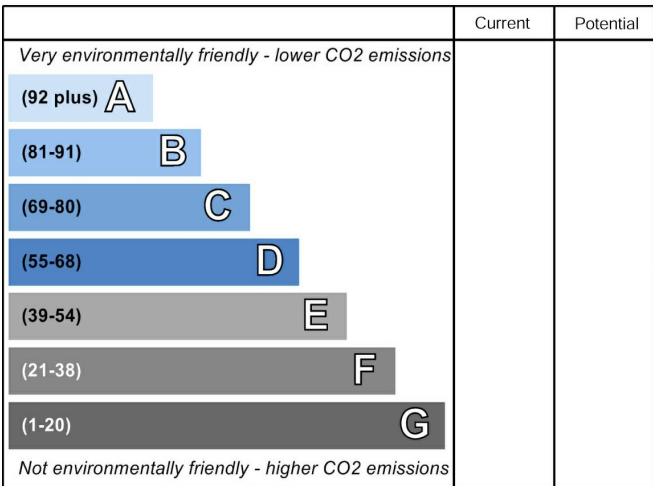 Current Potential
Very environmentally friendly - lower CO2 emissions
(92 plus) A
(81-91) B
(69-80) C
(55-68) D
(39-54) E
(21-38) F
(1-20) G
Not environmentally friendly - higher CO2 emissions